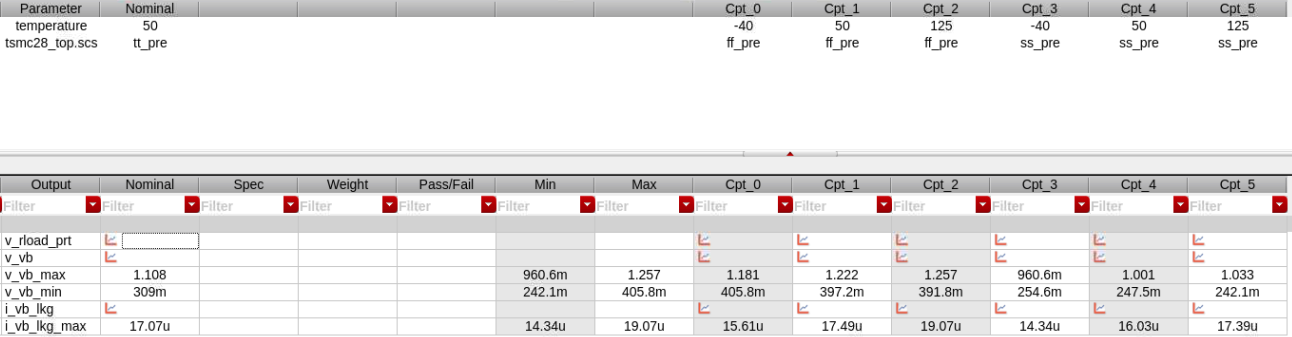 Parameter Nominal Cpt_0 Cpt_1 Cpt_2 Cpt_3 Cpt_4 Cpt_5
temperature 50 -40 50 125 -40 50 125
tsmc28_top.scs tt_pre ff_pre ff_pre ff_pre ss_pre ss_pre ss_pre
Output Nominal Spec Weight Pass/Fail Min Max Cpt_0 Cpt_1 Cpt_2 Cpt_3 Cpt_4 Cpt_5
Filter Filter Filter Filter Filter Filter Filter Filter Filter Filter Filter Filter Filter
v_rload_prt
v_vb
v_vb_max 1.108 960.6m 1.257 1.181 1.222 1.257 960.6m 1.001 1.033
v_vb_min 309m 242.1m 405.8m 405.8m 397.2m 391.8m 254.6m 247.5m 242.1m
i_vb_lkg
i_vb_lkg_max 17.07u 14.34u 19.07u 15.61u 17.49u 19.07u 14.34u 16.03u 17.39u